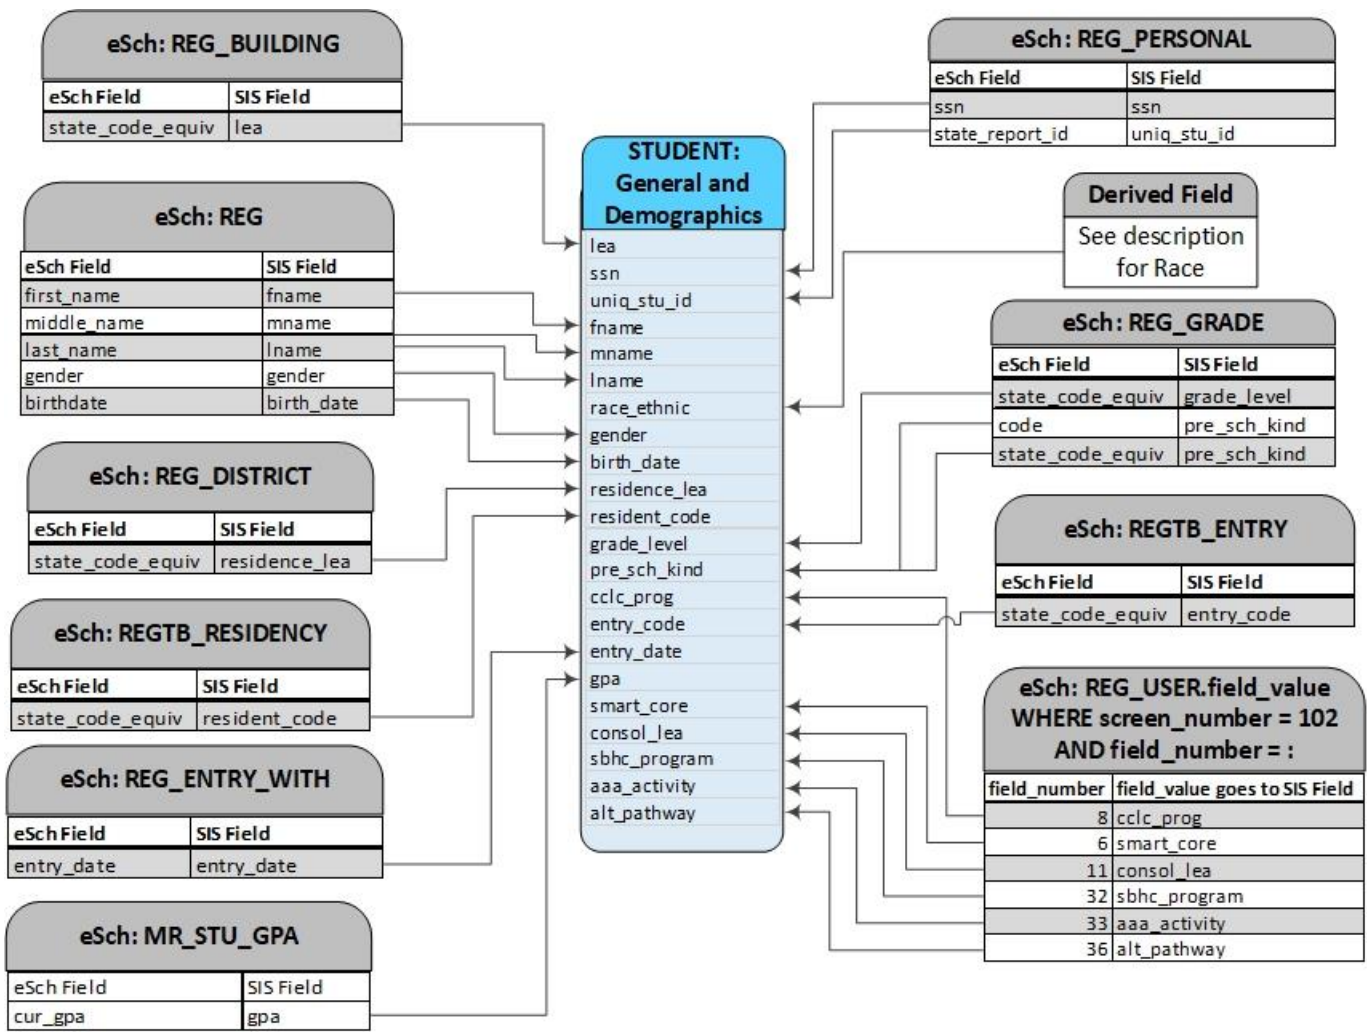 eSch: REG_BUILDING
eSch Field SIS Field
state_code_equiv lea
eSch: REG
eSch Field SIS Field
first_name fname
middle_name mname
last_name lname
gender gender
birthdate birth_date
eSch: REG_DISTRICT
eSch Field SIS Field
state_code_equiv residence_lea
eSch: REGTB_RESIDENCY
eSch Field SIS Field
state_code_equiv resident_code
eSch: REG_ENTRY_WITH
eSch Field SIS Field
entry_date entry_date
eSch: MR_STU_GPA
eSch Field SIS Field
cur_gpa gpa
STUDENT:
General and
Demographics
lea
ssn
uniq_stu_id
fname
mname
lname
race_ethnic
gender
birth_date
residence_lea
resident_code
grade_level
pre_sch_kind
cclc_prog
entry_code
entry_date
gpa
smart_core
consol_lea
sbhc_program
aaa_activity
alt_pathway
eSch: REG_PERSONAL
eSch Field SIS Field
ssn ssn
state_report_id uniq_stu_id
Derived Field
See description
for Race
eSch: REG_GRADE
eSch Field SIS Field
state_code_equiv grade_level
code pre_sch_kind
state_code_equiv pre_sch_kind
eSch: REGTB_ENTRY
eSch Field SIS Field
state_code_equiv entry_code
eSch: REG_USER.field_value
WHERE screen_number = 102
AND field_number = :
field_number field_value goes to SIS Field
8 cclc_prog
6 smart_core
11 consol_lea
32 sbhc_program
33 aaa_activity
36 alt_pathway